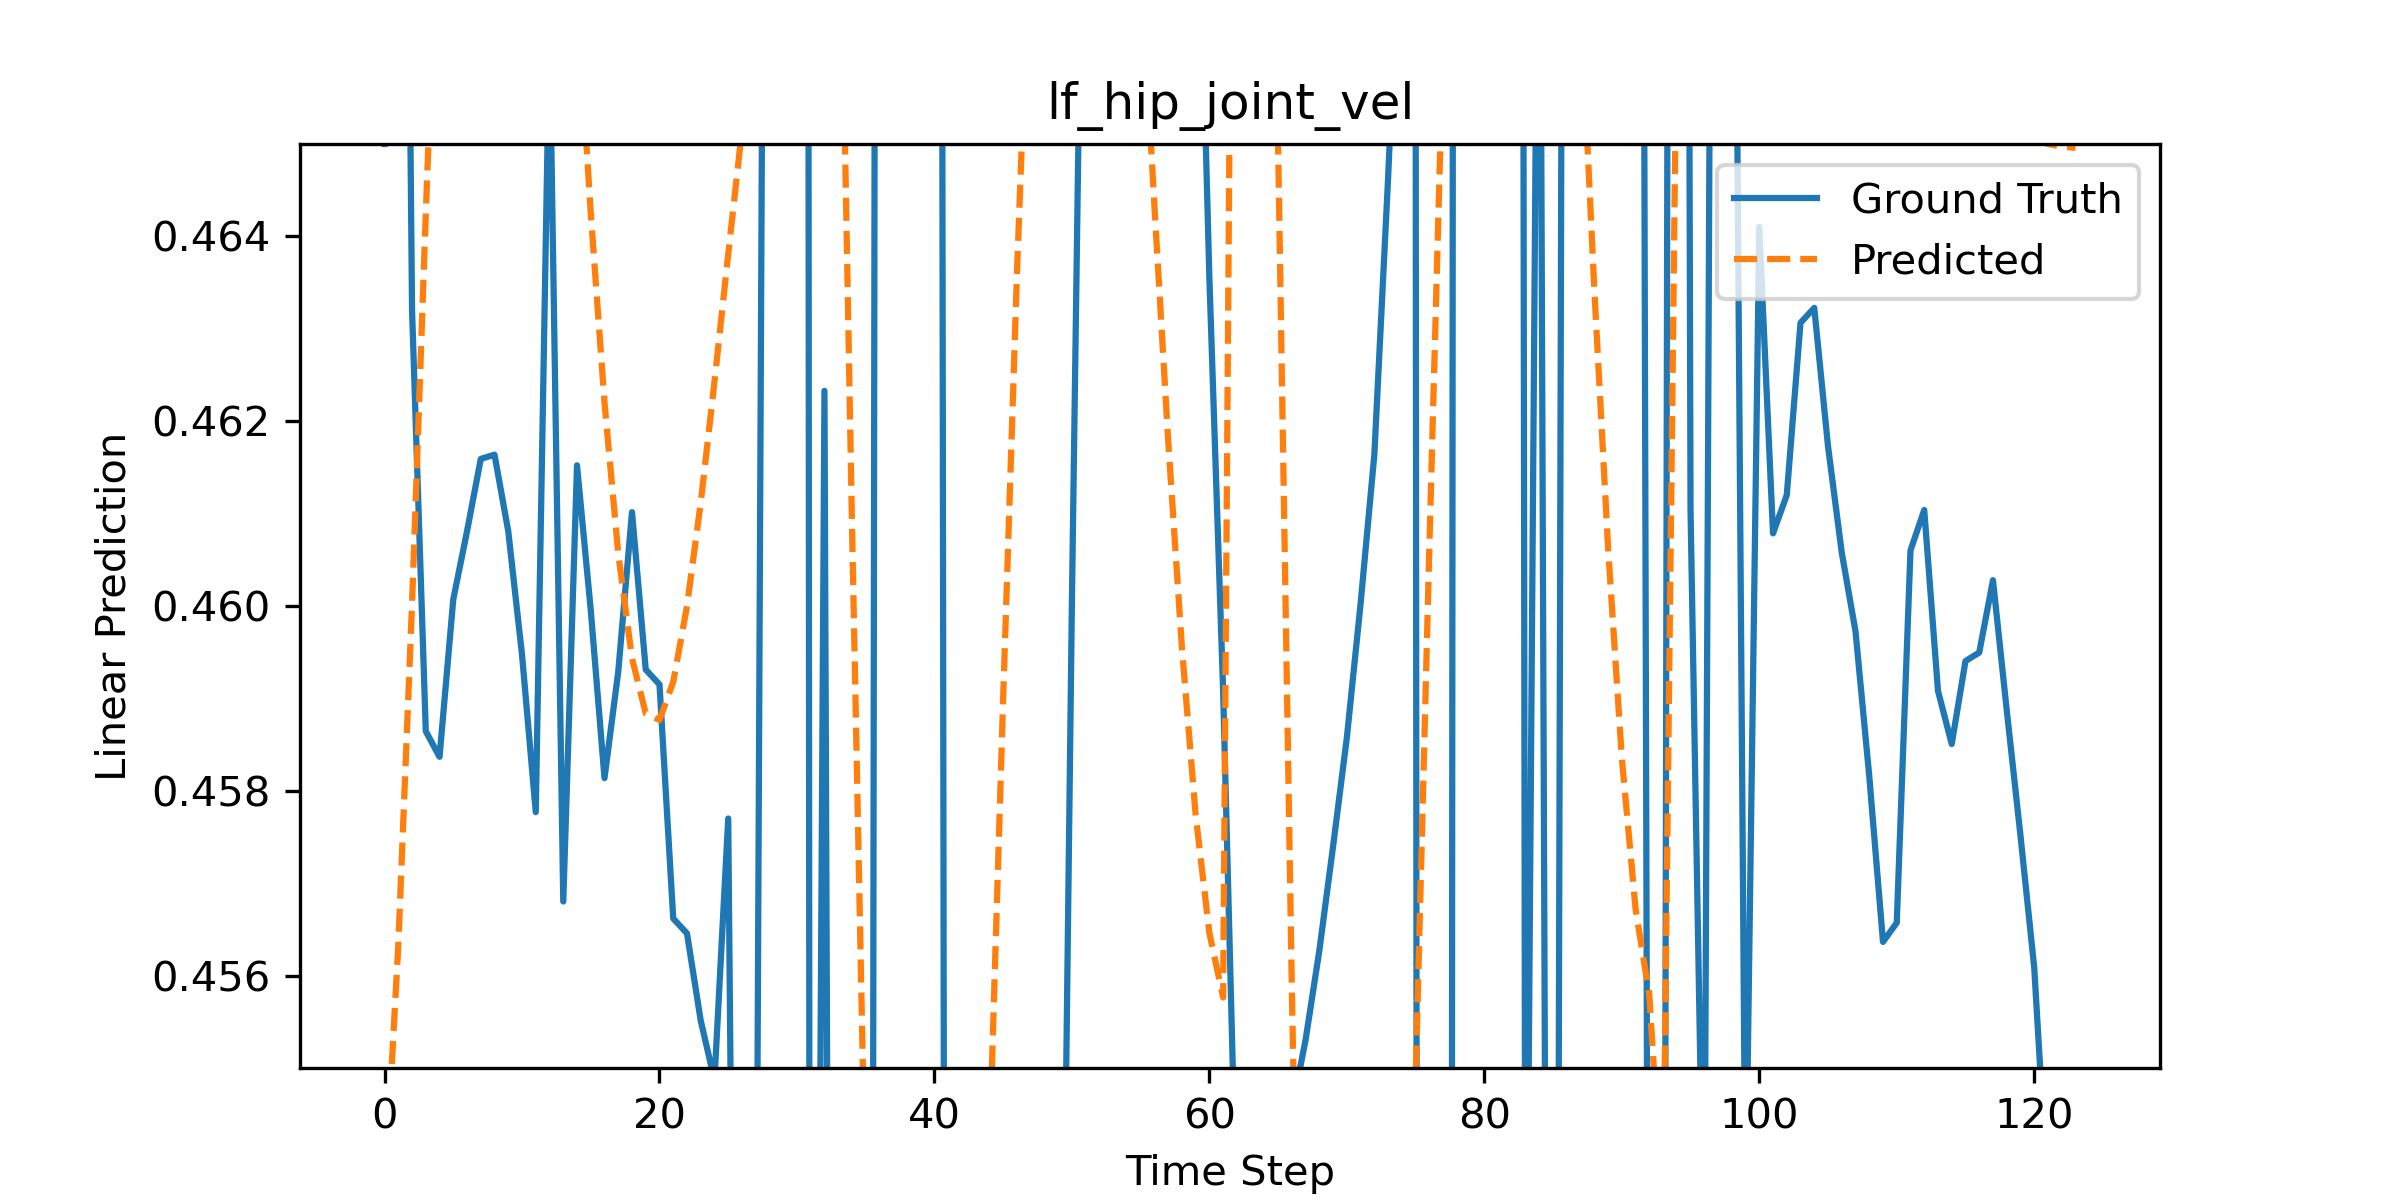 lf_hip_joint_vel
Ground Truth
Predicted
Linear Prediction
0.464
0.462
0.460
0.458
0.456
0
20
40
60
80
100
120
Time Step